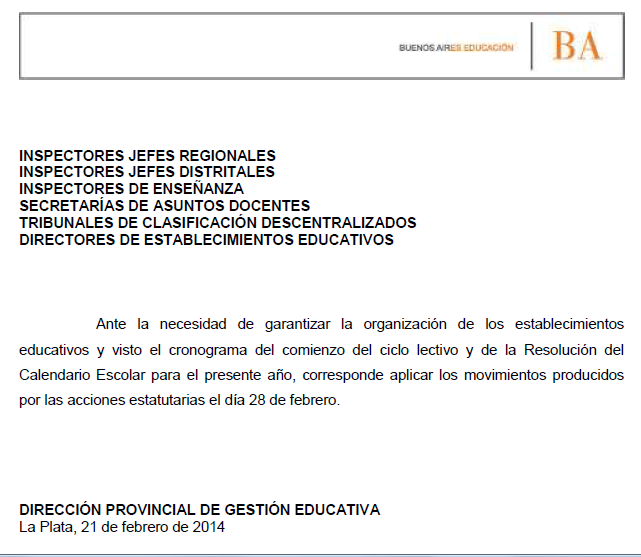 BUENOS AIRES EDUCACIÓN BA
INSPECTORES JEFES REGIONALES
INSPECTORES JEFES DISTRITALES
INSPECTORES DE ENSEÑANZA
SECRETARÍAS DE ASUNTOS DOCENTES
TRIBUNALES DE CLASIFICACIÓN DESCENTRALIZADOS
DIRECTORES DE ESTABLECIMIENTOS EDUCATIVOS
Ante la necesidad de garantizar la organización de los establecimientos
educativos y visto el cronograma del comienzo del ciclo lectivo y de la Resolución del
Calendario Escolar para el presente año, corresponde aplicar los movimientos producidos
por las acciones estatutarias el día 28 de febrero.
DIRECCIÓN PROVINCIAL DE GESTIÓN EDUCATIVA
La Plata, 21 de febrero de 2014